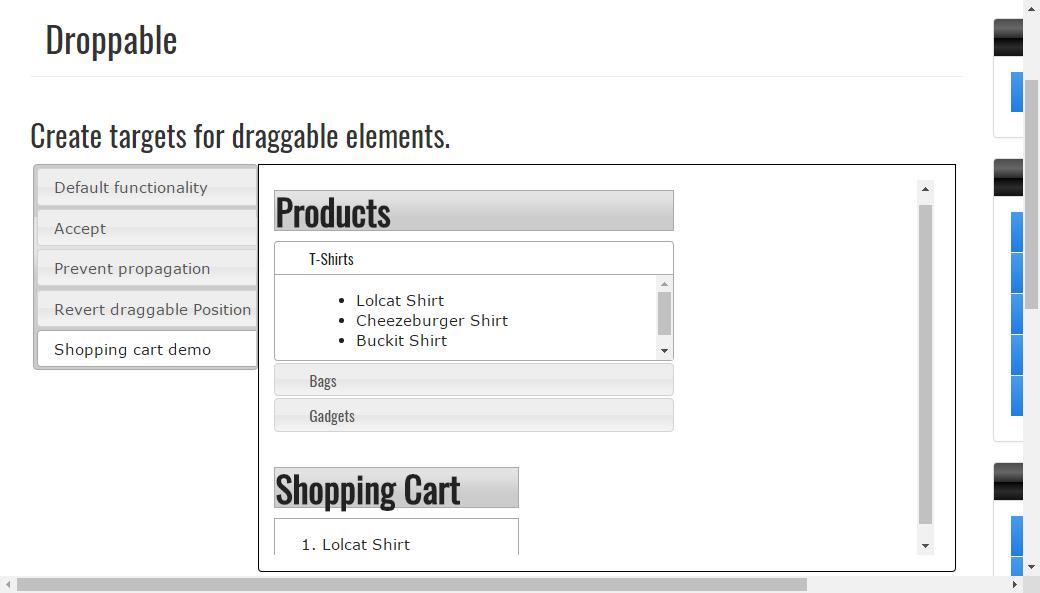 Droppable
Create targets for draggable elements.
Default functionality
Accept
Prevent propagation
Revert draggable Position
Shopping cart demo
Products
T-Shirts
• Lolcat Shirt
• Cheezeburger Shirt
• Buckit Shirt
Bags
Gadgets
Shopping Cart
1. Lolcat Shirt